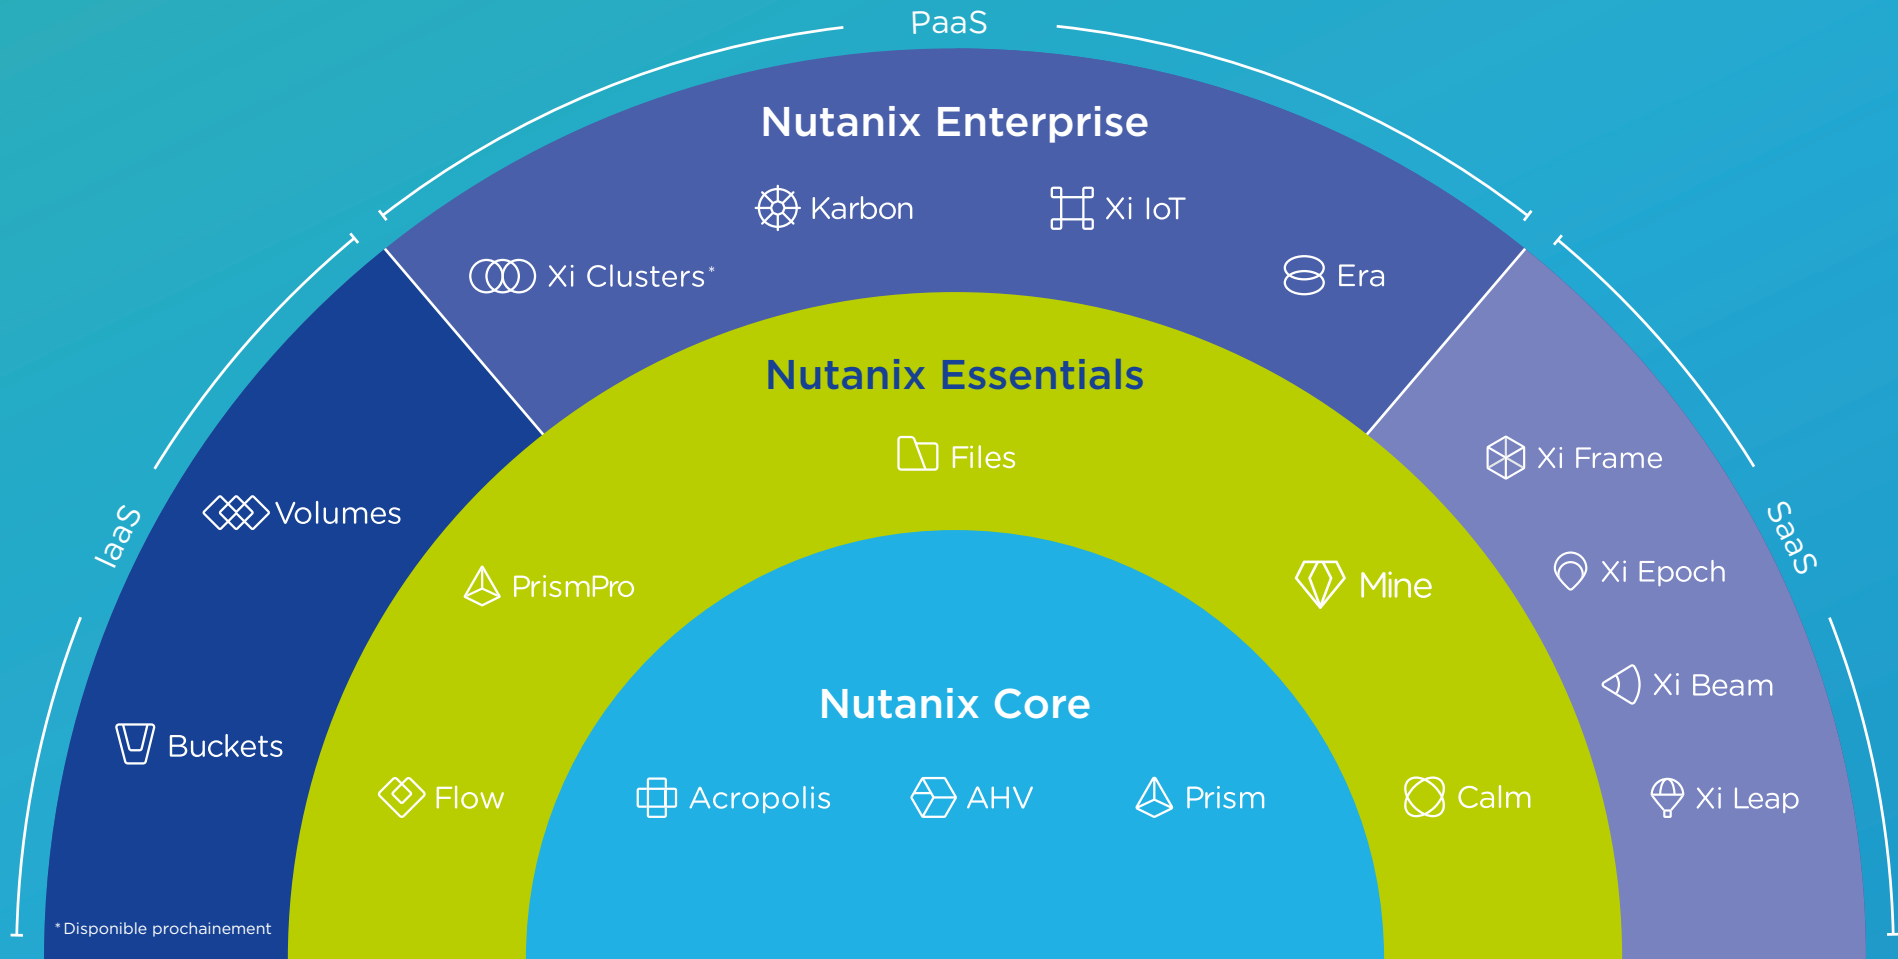 PaaS
Nutanix Enterprise
Karbon
Xi IoT
Xi Clusters*
Era
Nutanix Essentials
Files
Xi Frame
IaaS
Volumes
SaaS
PrismPro
Mine
Xi Epoch
Nutanix Core
Xi Beam
Buckets
Flow
Acropolis
AHV
Prism
Calm
Xi Leap
* Disponible prochainement